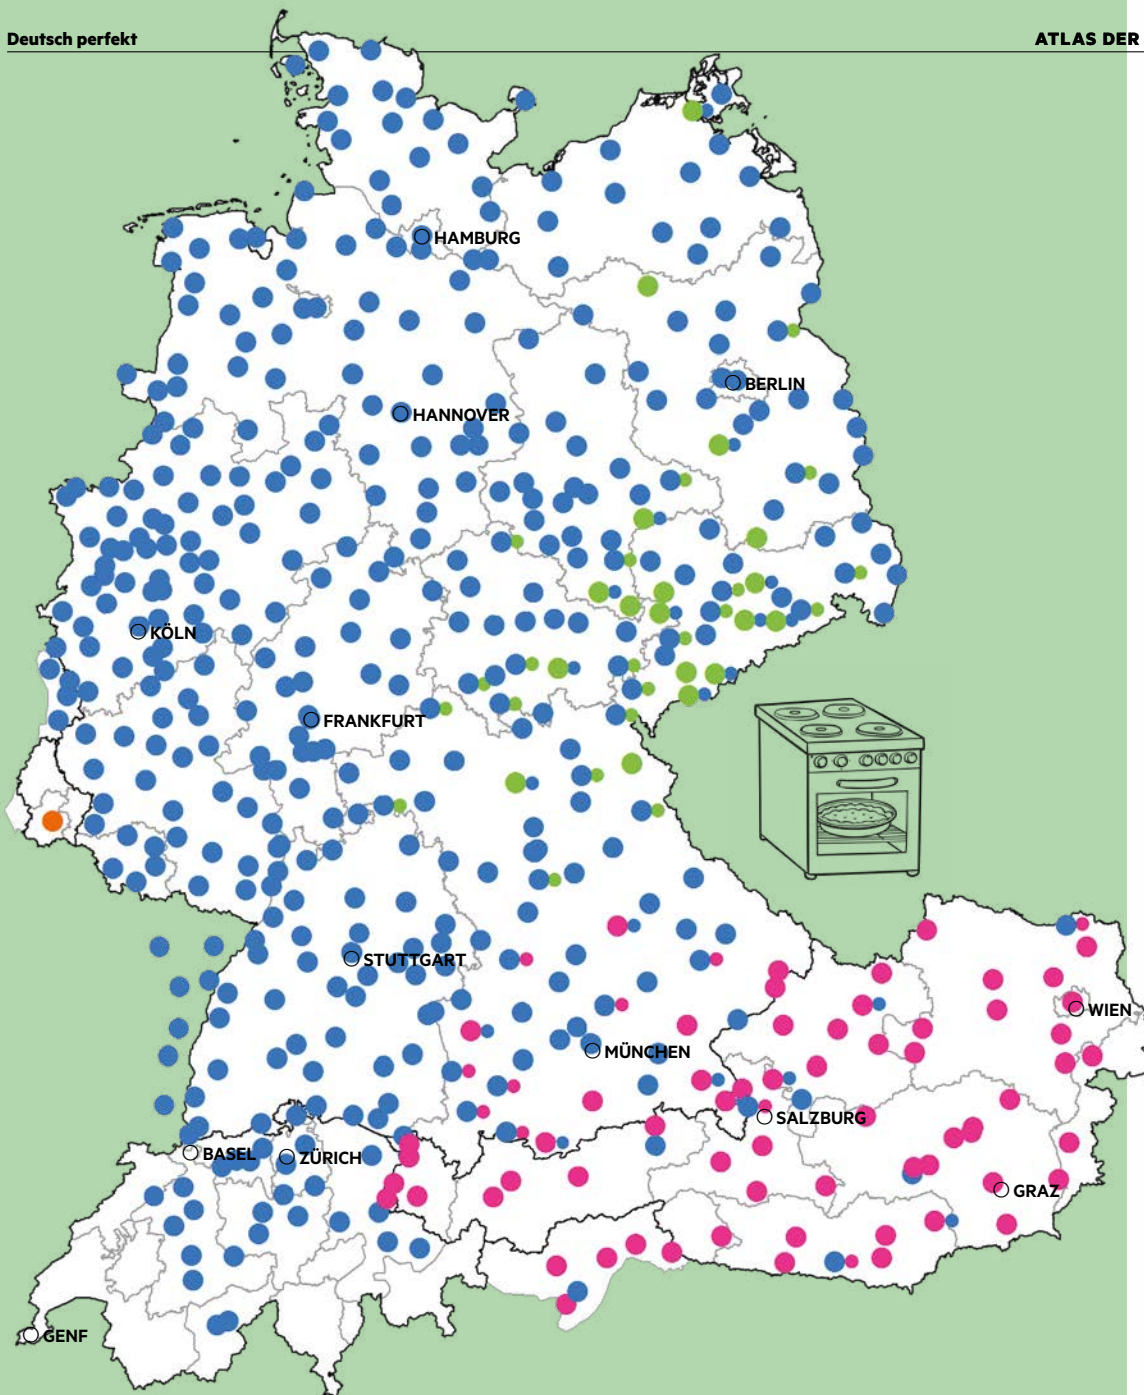 Deutsch perfekt
ATLAS DER
HAMBURG
BERLIN
HANNOVER
KÖLN
FRANKFURT
STUTTGART
WIEN
MÜNCHEN
SALZBURG
BASEL
ZÜRICH
GRAZ
GENF